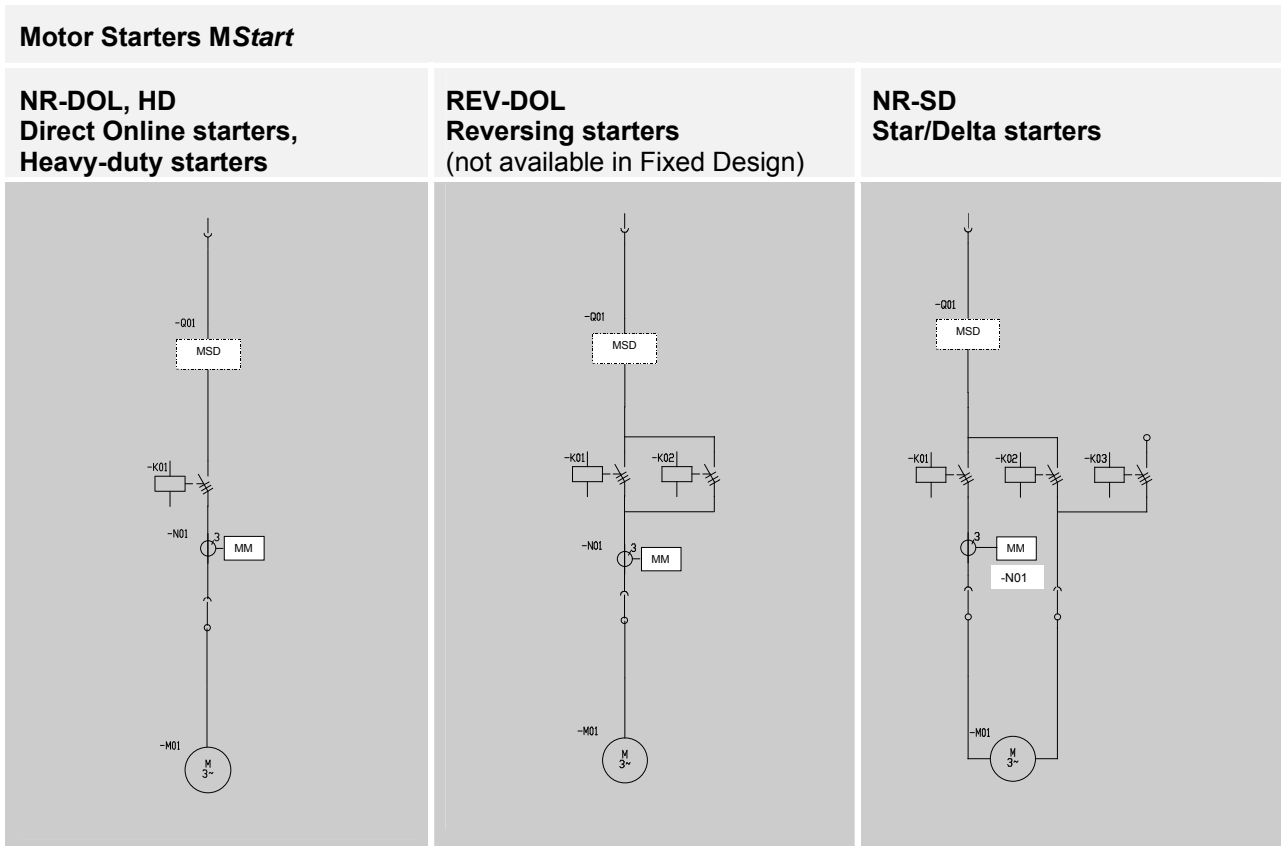 Motor Starters MStart
NR-DOL, HD
Direct Online starters,
Heavy-duty starters
REV-DOL
Reversing starters
(not available in Fixed Design)
NR-SD
Star/Delta starters
-Q01
MSD
-K01
-N01
3
MM
-M01
M
3~
-Q01
MSD
-K01
-K02
-N01
3
MM
-M01
M
3~
-Q01
MSD
-K01
-K02
-K03
3
MM
-N01
-M01
M
3~